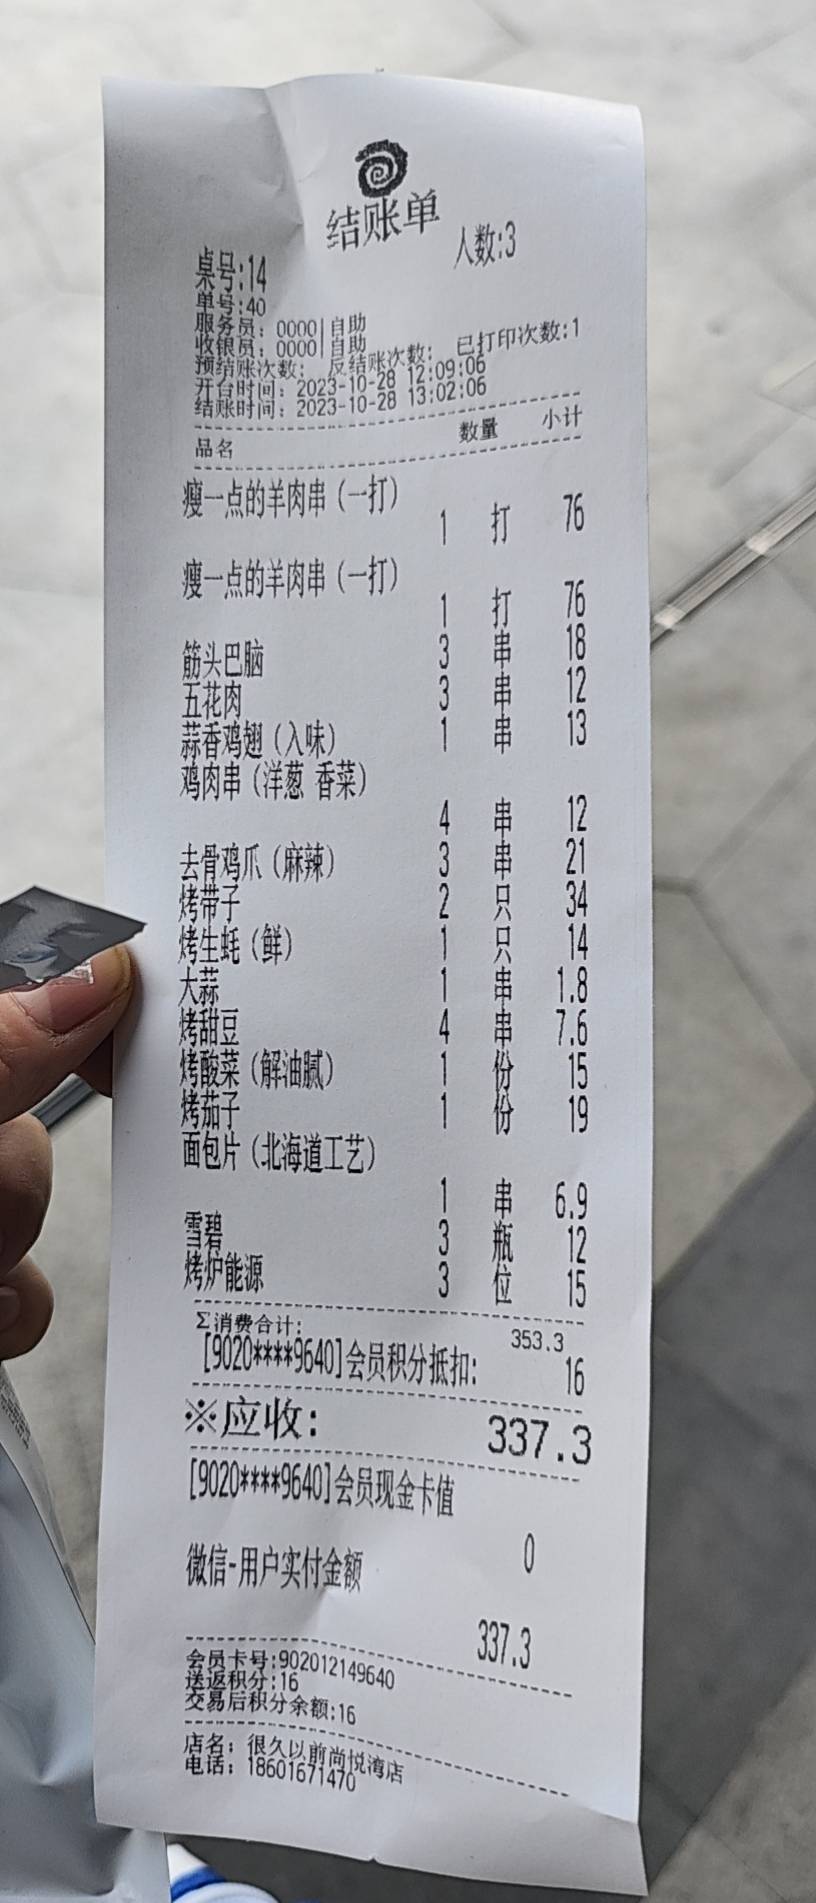 结账单
人数:3
桌号:14
单号:40
服务员: 0000|自助
收银员: 0000|自助 已打印次数:1
预结账次数: 反结账次数:
开台时间: 2023-10-28 12:09:06
结账时间: 2023-10-28 13:02:06
品名 数量 小计
瘦一点的羊肉串(一打)
1 打 76
瘦一点的羊肉串(一打)
1 打 76
筋头巴脑 3 串 18
五花肉 3 串 12
蒜香鸡翅(入味) 1 串 13
鸡肉串(洋葱 香菜)
4 串 12
去骨鸡爪(麻辣) 3 串 21
烤带子 2 只 34
烤生蚝(鲜) 1 只 14
大蒜 1 串 1.8
烤甜豆 4 串 7.6
烤酸菜(解油腻) 1 份 15
烤茄子 1 份 19
面包片(北海道工艺)
1 串 6.9
雪碧 3 瓶 12
烤炉能源 3 位 15
Σ消费合计: 353.3
[9020****9640]会员积分抵扣: 16
※应收: 337.3
[9020****9640]会员现金卡值
0
微信-用户实付金额
337.3
会员卡号:902012149640
送返积分:16
交易后积分余额:16
店名: 很久以前尚悦湾店
电话: 18601671470